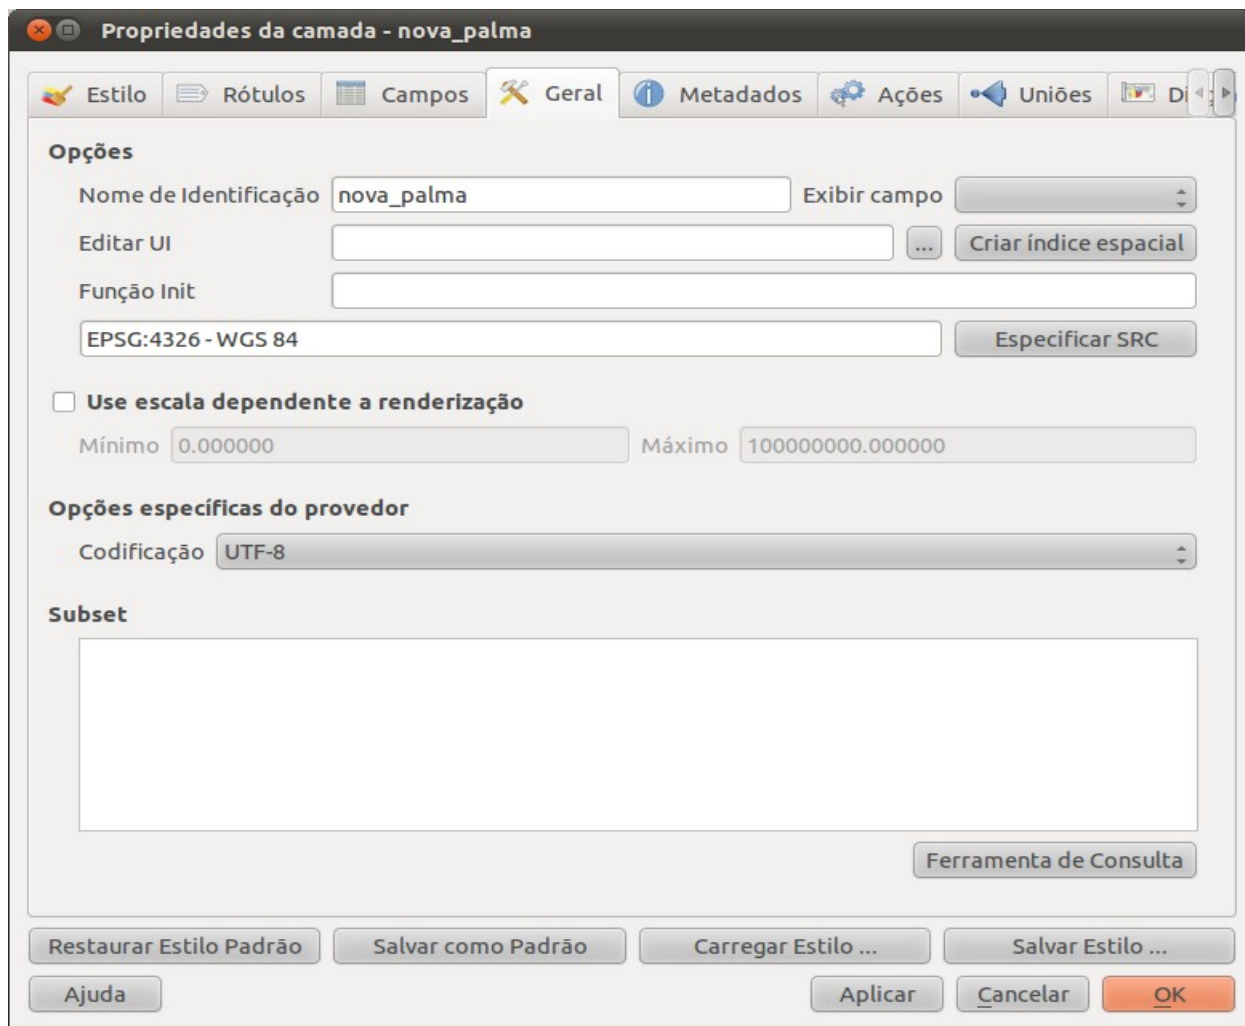 Propriedades da camada - nova_palma
Estilo Rótulos Campos Geral Metadados Ações Uniões
Opções
Nome de Identificação nova_palma Exibir campo
Editar UI ... Criar índice espacial
Função Init
EPSG:4326 - WGS 84 Especificar SRC
Use escala dependente a renderização
Mínimo 0.000000 Máximo 100000000.000000
Opções específicas do provedor
Codificação UTF-8
Subset
Ferramenta de Consulta
Restaurar Estilo Padrão Salvar como Padrão Carregar Estilo ... Salvar Estilo ...
Ajuda Aplicar Cancelar OK